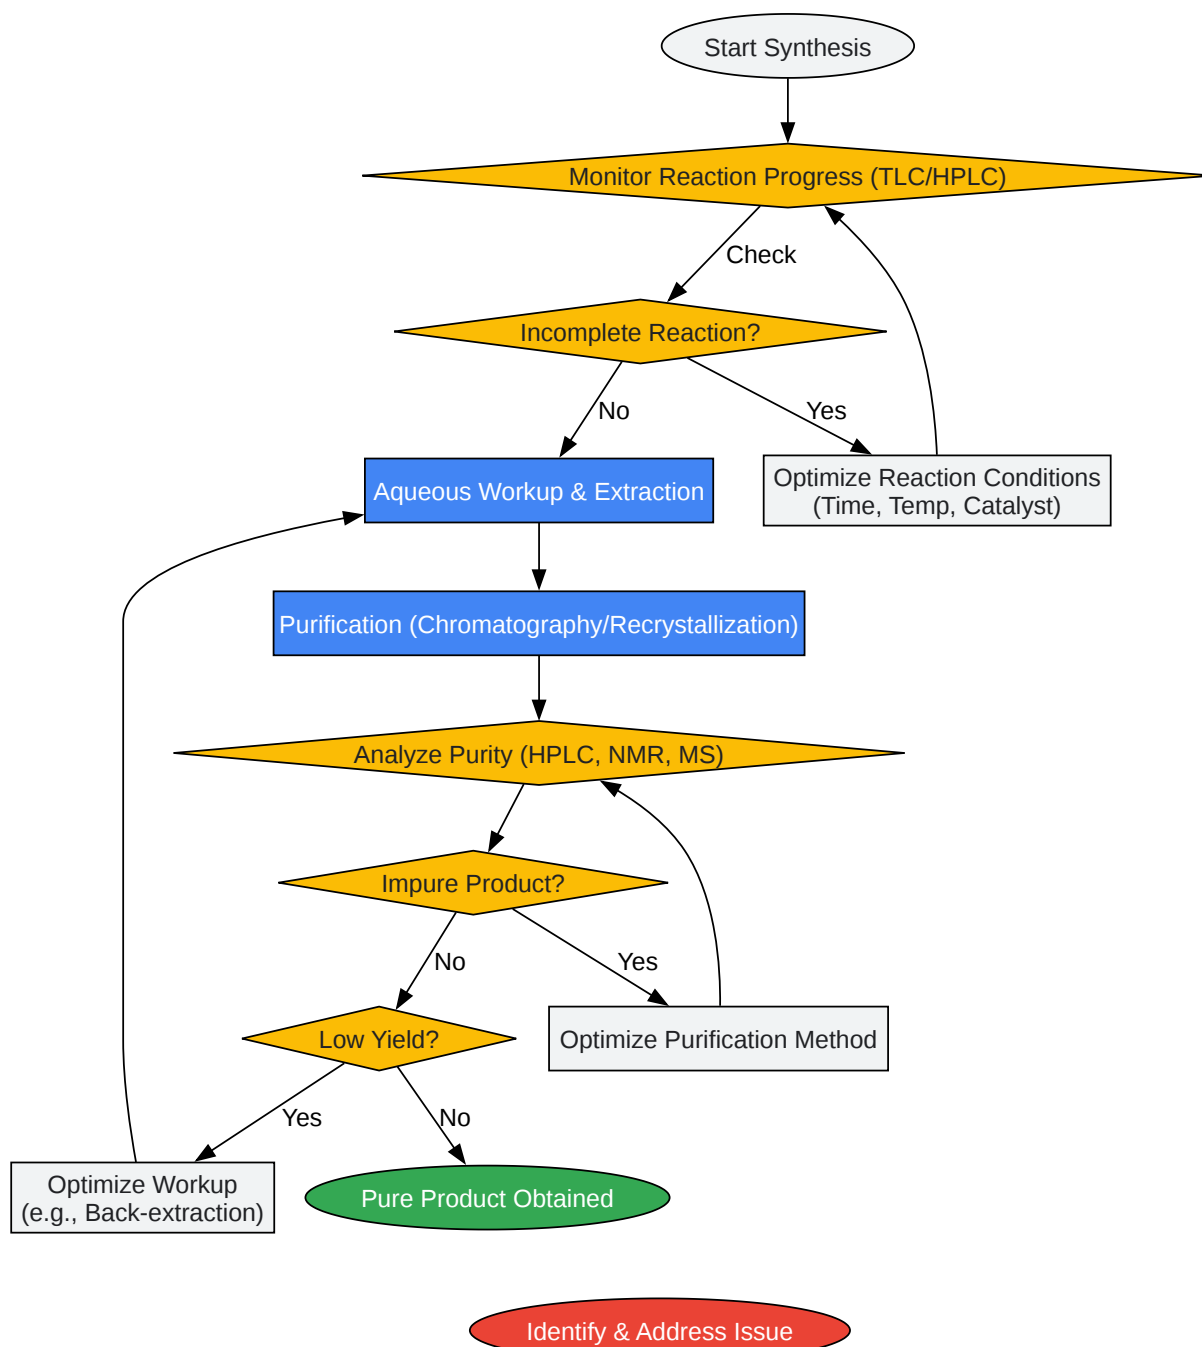 Start Synthesis
Monitor Reaction Progress (TLC/HPLC)
Check
Incomplete Reaction?
No
Yes
Aqueous Workup & Extraction
Optimize Reaction Conditions
(Time, Temp, Catalyst)
Purification (Chromatography/Recrystallization)
Analyze Purity (HPLC, NMR, MS)
Impure Product?
No
Yes
Low Yield?
Optimize Purification Method
Yes
No
Optimize Workup
(e.g., Back-extraction)
Pure Product Obtained
Identify & Address Issue